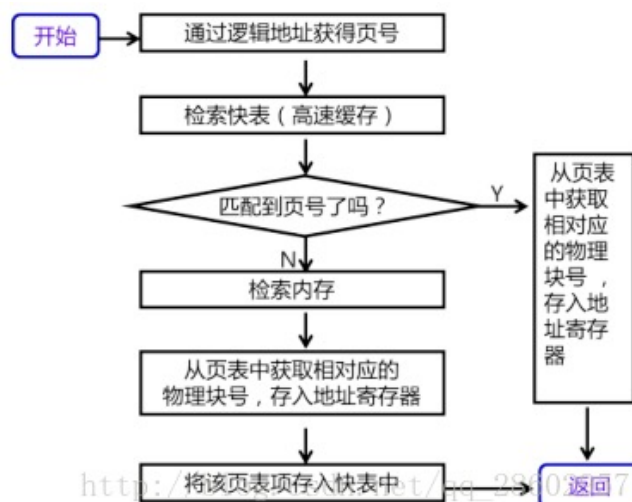 开始
通过逻辑地址获得页号
检索快表（高速缓存）
匹配到页号了吗？
Y
N
从页表
中获取
相对应
的物理
块号，
存入地
址寄存
器
检索内存
从页表中获取相对应的
物理块号，存入地址寄存器
将该页表项存入快表中
返回